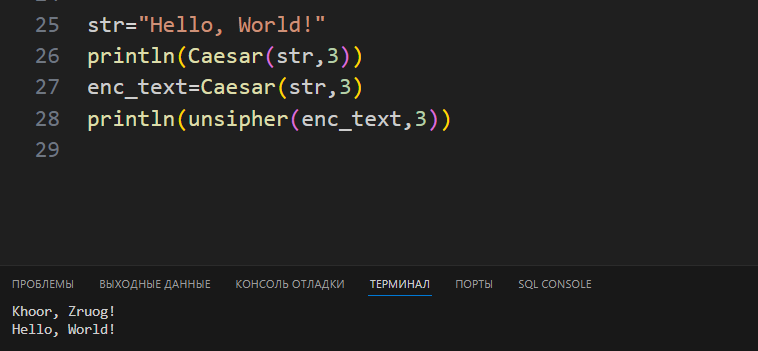 25 str="Hello, World!"
26 println(Caesar(str,3))
27 enc_text=Caesar(str,3)
28 println(unsipher(enc_text,3))
29
ПРОБЛЕМЫ ВЫХОДНЫЕ ДАННЫЕ КОНСОЛЬ ОТЛАДКИ ТЕРМИНАЛ ПОРТЫ SQL CONSOLE
Khoor, Zruog!
Hello, World!